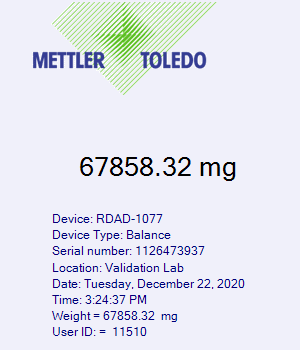 METTLER TOLEDO
67858.32 mg
Device: RDAD-1077
Device Type: Balance
Serial number: 1126473937
Location: Validation Lab
Date: Tuesday, December 22, 2020
Time: 3:24:37 PM
Weight = 67858.32  mg
User ID: =  11510